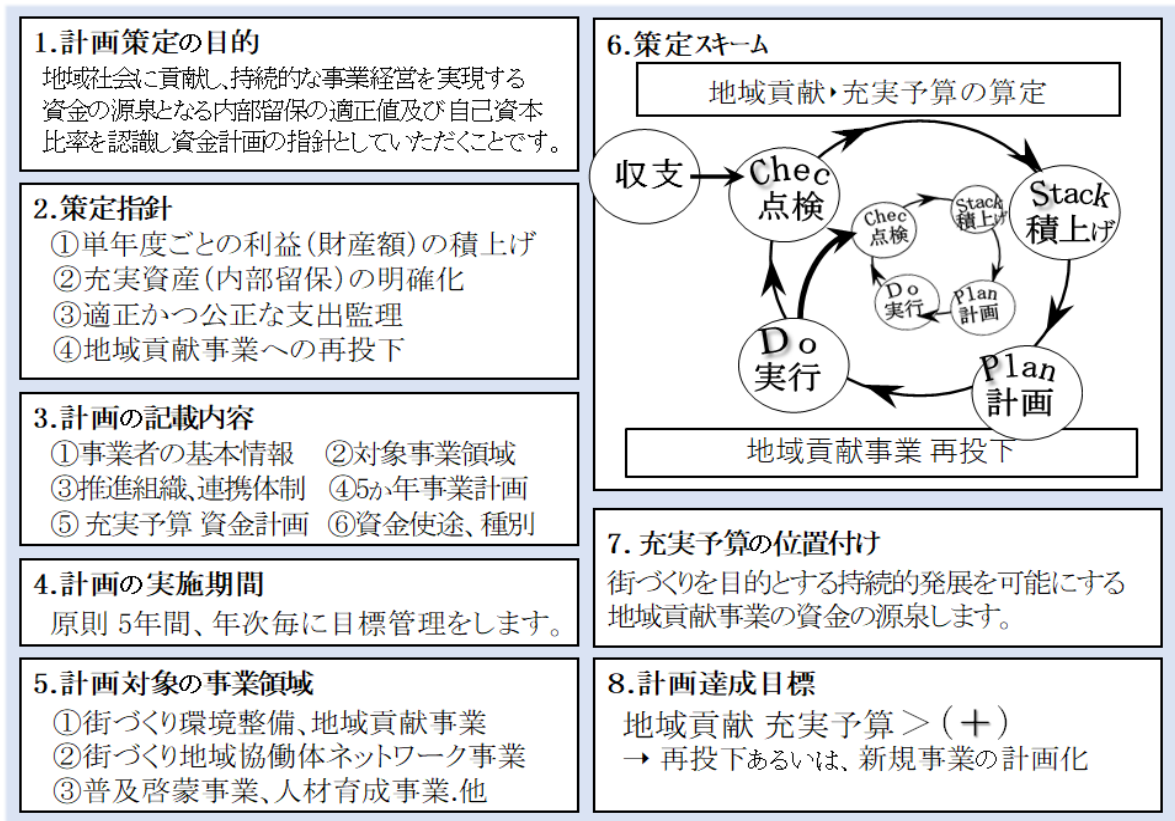 1.計画策定の目的
地域社会に貢献し、持続的な事業経営を実現する
資金の源泉となる内部留保の適正値及び自己資本
比率を認識し資金計画の指針としていただくことです。
2.策定指針
①単年度ごとの利益(財産額)の積上げ
②充実資産(内部留保)の明確化
③適正かつ公正な支出監理
④地域貢献事業への再投下
3.計画の記載内容
①事業者の基本情報 ②対象事業領域
③推進組織、連携体制 ④5か年事業計画
⑤ 充実予算 資金計画 ⑥資金使途、種別
4.計画の実施期間
原則 5年間、年次毎に目標管理をします。
5.計画対象の事業領域
①街づくり環境整備、地域貢献事業
②街づくり地域協働体ネットワーク事業
③普及啓蒙事業、人材育成事業.他
6.策定スキーム
地域貢献・充実予算の算定
収支
Chec
点検
Stack
積上げ
Plan
計画
Do
実行
Chec
点検
Stack
積上げ
Plan
計画
Do
実行
地域貢献事業 再投下
7. 充実予算の位置付け
街づくりを目的とする持続的発展を可能にする
地域貢献事業の資金の源泉します。
8.計画達成目標
地域貢献 充実予算＞(＋)
→ 再投下あるいは、新規事業の計画化